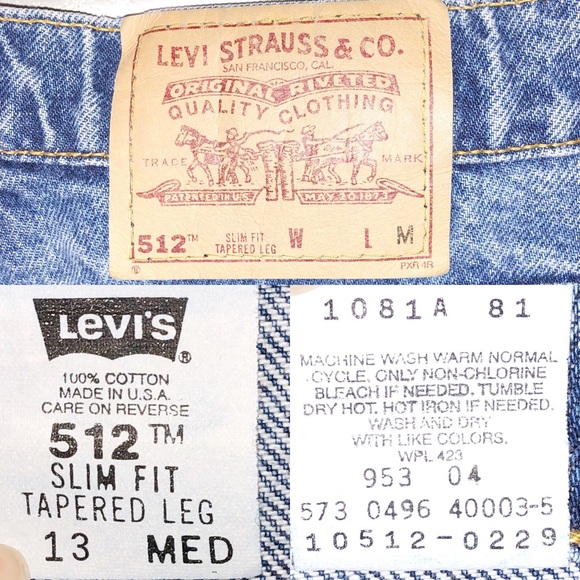 LEVI STRAUSS & CO.
SAN FRANCISCO, CAL.
ORIGINAL RIVETED
QUALITY CLOTHING
TRADE MARK
PATENTED IN U.S. MAY 20 1873
512™ SLIM FIT W L M
TAPERED LEG
® PXR 4R
Levi's®
100% COTTON
MADE IN U.S.A.
CARE ON REVERSE
512™
SLIM FIT
TAPERED LEG
13 MED
1081A 81
MACHINE WASH WARM NORMAL
CYCLE, ONLY NON-CHLORINE
BLEACH IF NEEDED. TUMBLE
DRY HOT. HOT IRON IF NEEDED.
WASH AND DRY
WITH LIKE COLORS.
WPL 423
953 04
573 0496 40003-5
10512-0229